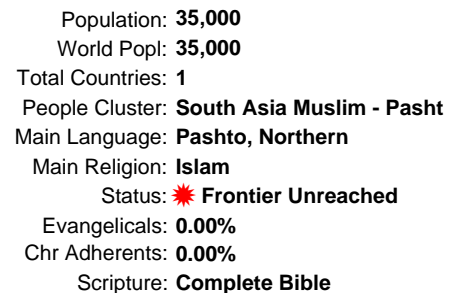 Population: 35,000
World Popl: 35,000
Total Countries: 1
People Cluster: South Asia Muslim - Pasht
Main Language: Pashto, Northern
Main Religion: Islam
Status: Frontier Unreached
Evangelicals: 0.00%
Chr Adherents: 0.00%
Scripture: Complete Bible